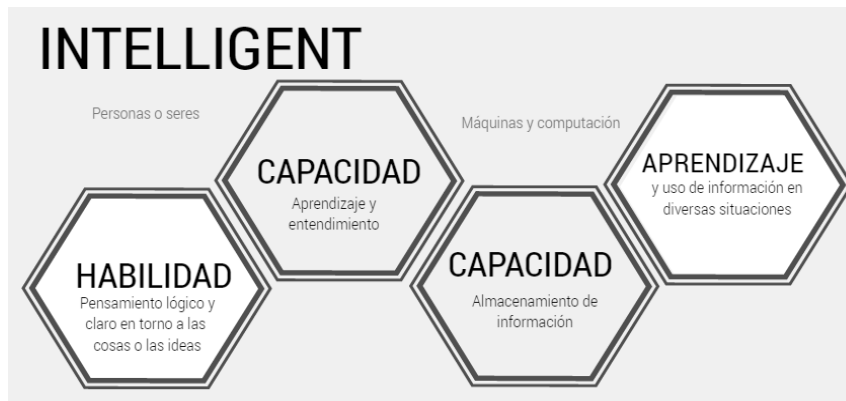 INTELLIGENT
Personas o seres
HABILIDAD
Pensamiento lógico y
claro en torno a las
cosas o las ideas
CAPACIDAD
Aprendizaje y
entendimiento
Máquinas y computación
CAPACIDAD
Almacenamiento de
información
APRENDIZAJE
y uso de información en
diversas situaciones